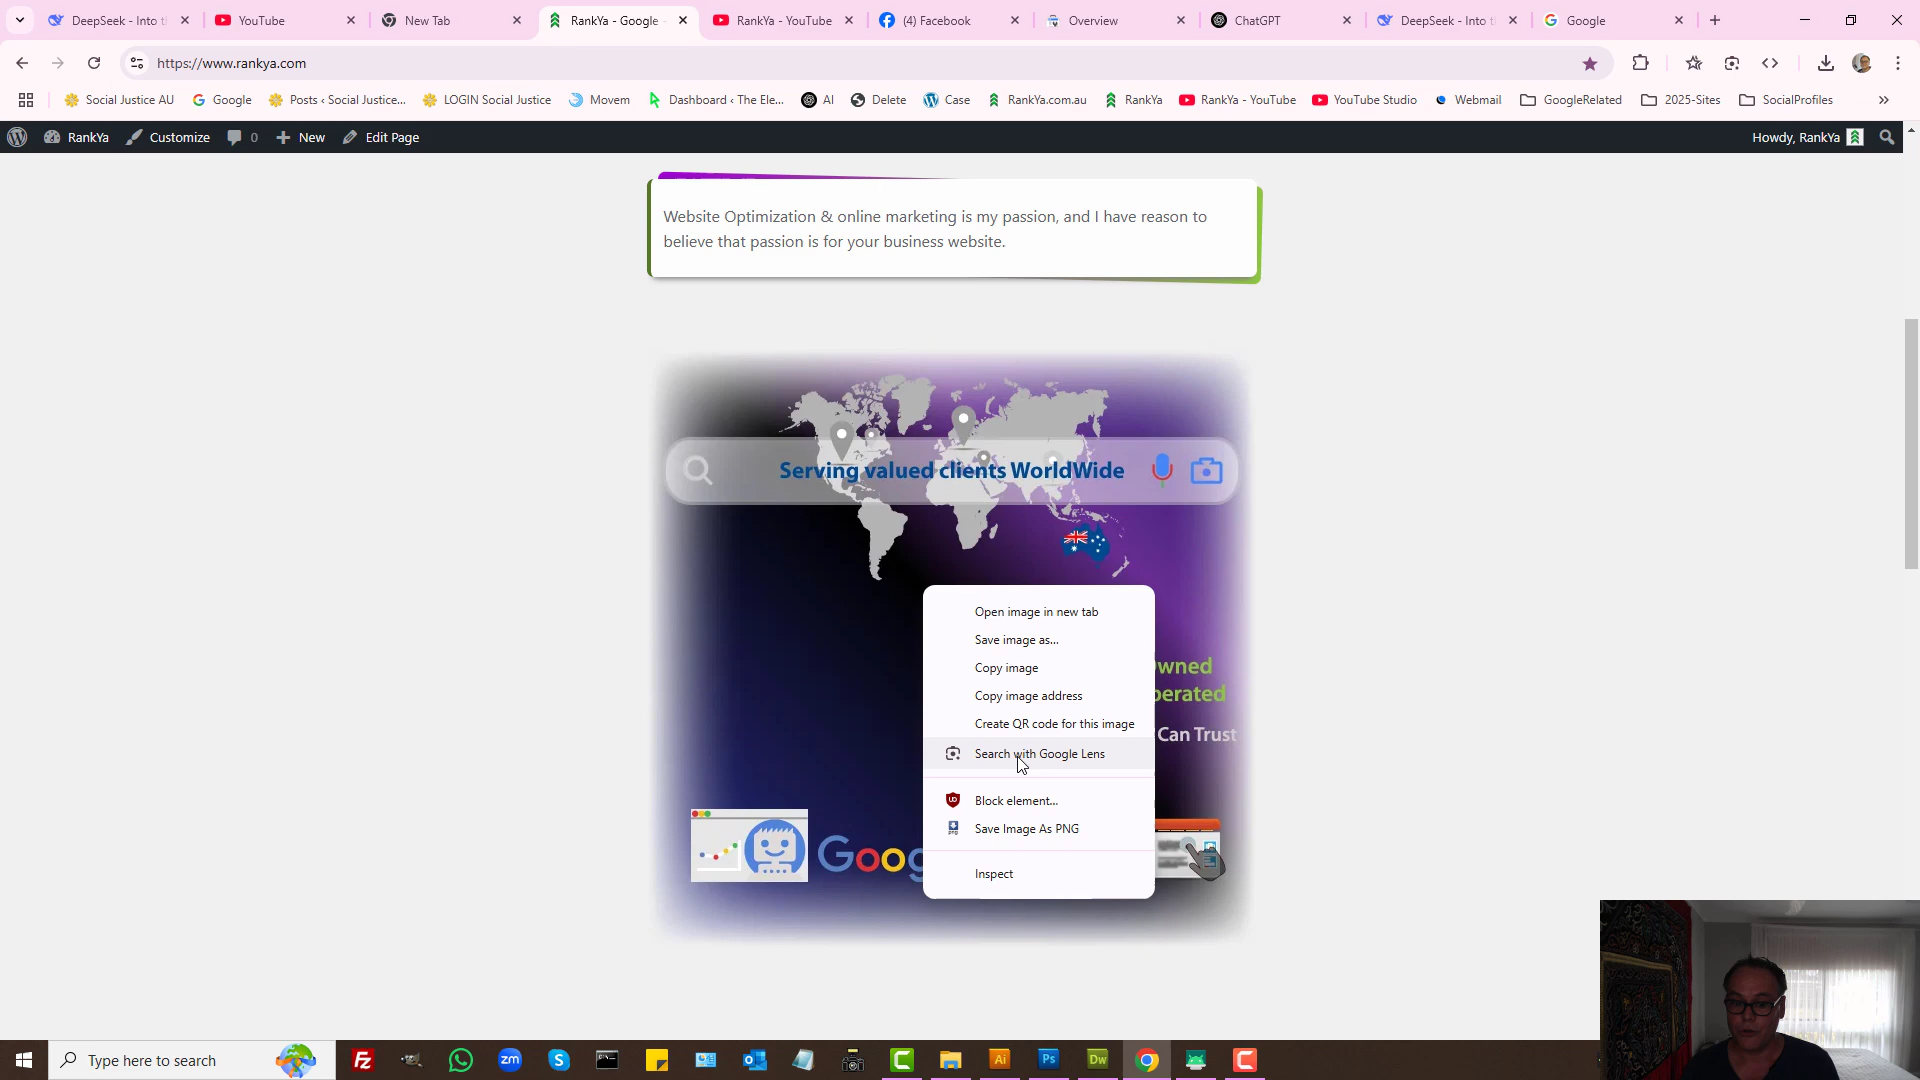 DeepSeek - Into t
YouTube
New Tab
RankYa - Google
RankYa - YouTube
(4) Facebook
Overview
ChatGPT
DeepSeek - Into t
Google
https://www.rankya.com
Social Justice AU
Google
Posts ‹ Social Justice...
LOGIN Social Justice
Movem
Dashboard ‹ The Ele...
AI
Delete
Case
RankYa.com.au
RankYa
RankYa - YouTube
YouTube Studio
Webmail
GoogleRelated
2025-Sites
SocialProfiles
RankYa
Customize
0
New
Edit Page
Howdy, RankYa
Website Optimization & online marketing is my passion, and I have reason to
believe that passion is for your business website.
Serving valued clients WorldWide
Open image in new tab
Save image as...
Copy image
Copy image address
Create QR code for this image
Search with Google Lens
Block element...
Save Image As PNG
Inspect
wned
perated
Can Trust
Goog
Type here to search
Fz
zm
Ai
Ps
Dw